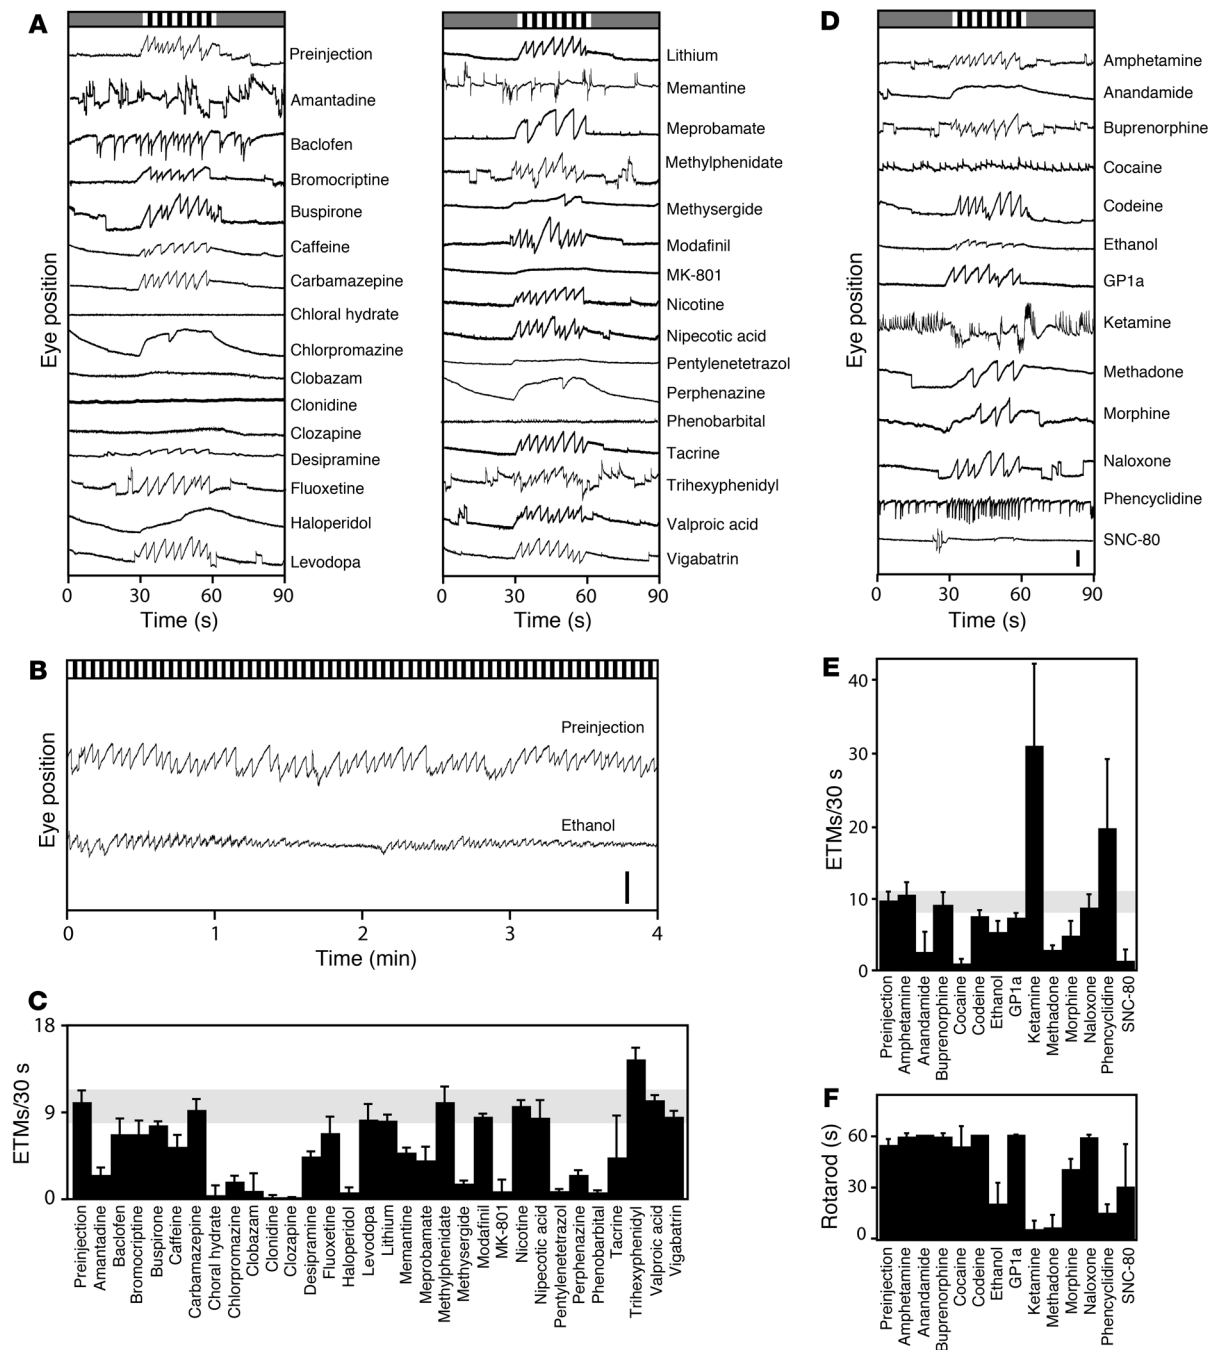 A
Eye position
Preinjection
Amantadine
Baclofen
Bromocriptine
Buspirone
Caffeine
Carbamazepine
Chloral hydrate
Chlorpromazine
Clobazam
Clonidine
Clozapine
Desipramine
Fluoxetine
Haloperidol
Levodopa
0 30 60 90
Time (s)
Lithium
Memantine
Meprobamate
Methylphenidate
Methysergide
Modafinil
MK-801
Nicotine
Nipecotic acid
Pentylenetetrazol
Perphenazine
Phenobarbital
Tacrine
Trihexyphenidyl
Valproic acid
Vigabatrin
0 30 60 90
Time (s)
D
Eye position
Amphetamine
Anandamide
Buprenorphine
Cocaine
Codeine
Ethanol
GP1a
Ketamine
Methadone
Morphine
Naloxone
Phencyclidine
SNC-80
0 30 60 90
Time (s)
B
Eye position
Preinjection
Ethanol
0 1 2 3 4
Time (min)
C
ETMs/30 s
18
9
0
Preinjection
Amantadine
Baclofen
Bromocriptine
Buspirone
Caffeine
Carbamazepine
Choral hydrate
Chlorpromazine
Clobazam
Clonidine
Clozapine
Desipramine
Fluoxetine
Haloperidol
Levodopa
Lithium
Memantine
Meprobamate
Methylphenidate
Methysergide
Modafinil
MK-801
Nicotine
Nipecotic acid
Pentylenetetrazol
Perphenazine
Phenobarbital
Tacrine
Trihexyphenidyl
Valproic acid
Vigabatrin
E
ETMs/30 s
40
30
20
10
0
Preinjection
Amphetamine
Anandamide
Buprenorphine
Cocaine
Codeine
Ethanol
GP1a
Ketamine
Methadone
Morphine
Naloxone
Phencyclidine
SNC-80
F
Rotarod (s)
60
30
0
Preinjection
Amphetamine
Anandamide
Buprenorphine
Cocaine
Codeine
Ethanol
GP1a
Ketamine
Methadone
Morphine
Naloxone
Phencyclidine
SNC-80